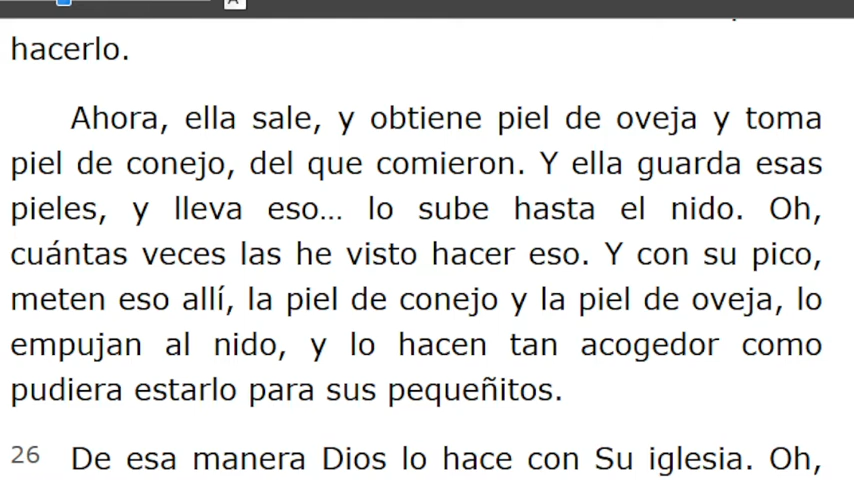 hacerlo.
Ahora, ella sale, y obtiene piel de oveja y toma
piel de conejo, del que comieron. Y ella guarda esas
pieles, y lleva eso... lo sube hasta el nido. Oh,
cuántas veces las he visto hacer eso. Y con su pico,
meten eso allí, la piel de conejo y la piel de oveja, lo
empujan al nido, y lo hacen tan acogedor como
pudiera estarlo para sus pequeñitos.
26 De esa manera Dios lo hace con Su iglesia. Oh,